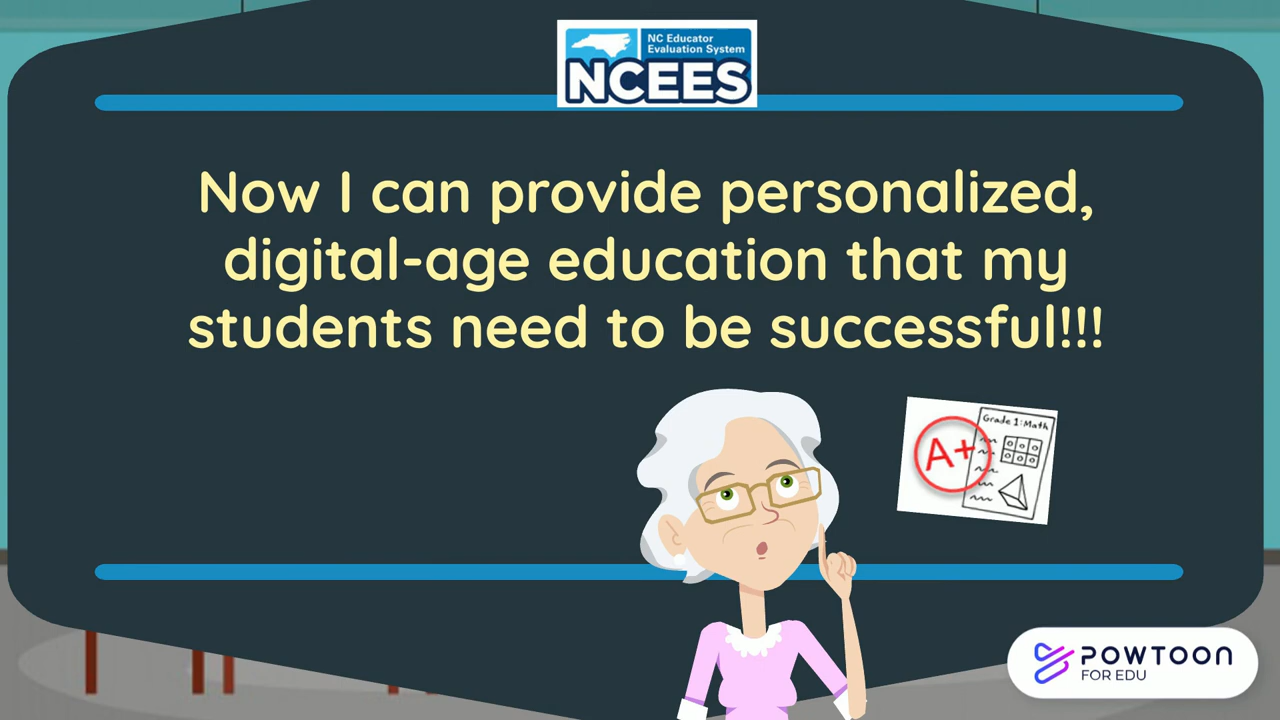 NC Educator
Evaluation System
NCEES
Now I can provide personalized,
digital-age education that my
students need to be successful!!!
Grade 1:Math
A+
POWTOON
FOR EDU